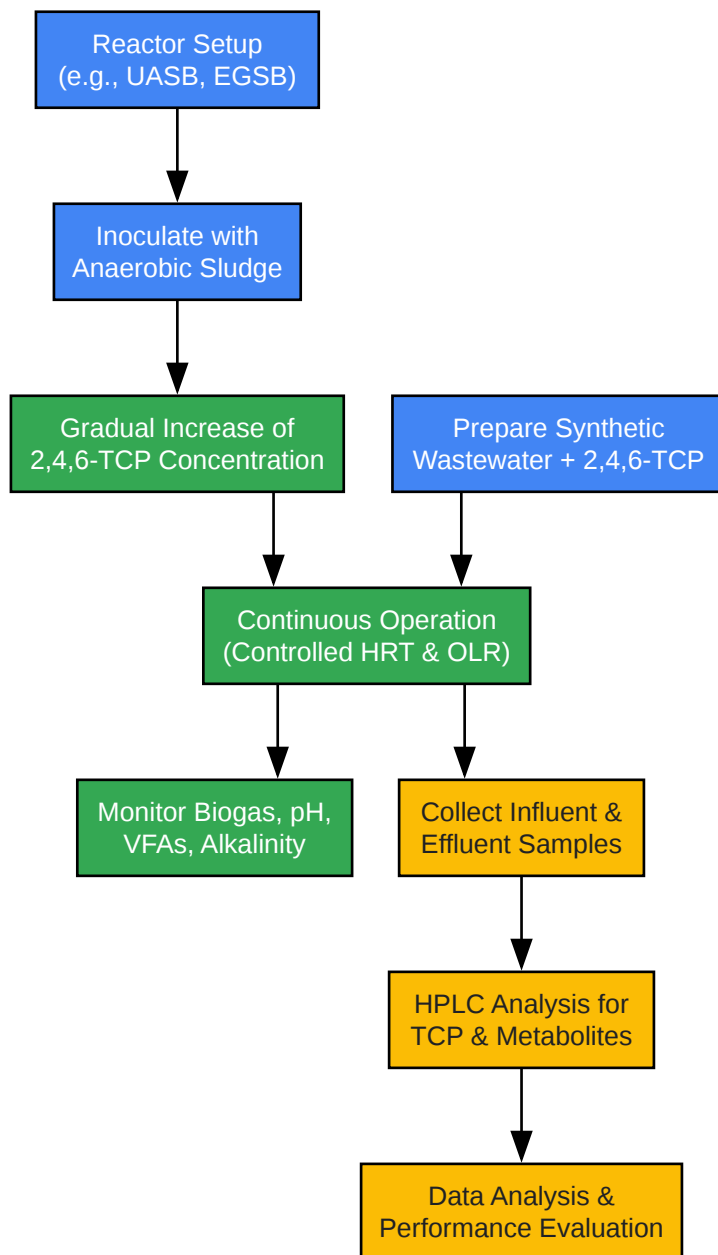 Reactor Setup
(e.g., UASB, EGSB)
Inoculate with
Anaerobic Sludge
Gradual Increase of
2,4,6-TCP Concentration
Prepare Synthetic
Wastewater + 2,4,6-TCP
Continuous Operation
(Controlled HRT & OLR)
Monitor Biogas, pH,
VFAs, Alkalinity
Collect Influent &
Effluent Samples
HPLC Analysis for
TCP & Metabolites
Data Analysis &
Performance Evaluation